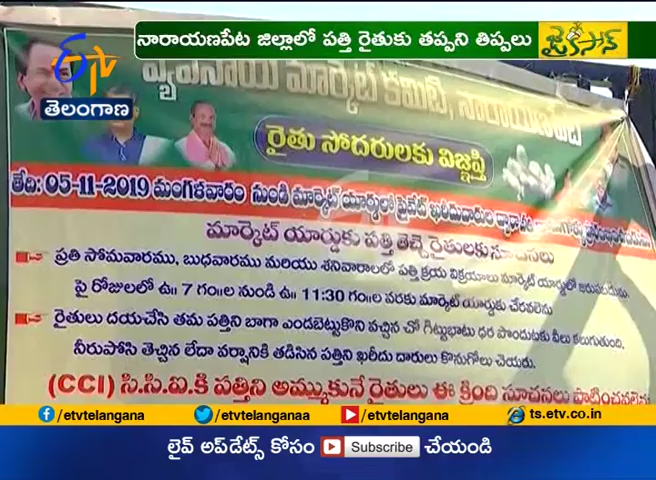 నారాయణపేట జిల్లాలో పత్తి రైతుకు తప్పని తిప్పలు
జైకిసాన్
etv
తెలంగాణ
వ్యవసాయ మార్కెట్ కమిటి, నారాయణపేట
రైతు సోదరులకు విజ్ఞప్తి
తేది: 05-11-2019 మంగళవారం నుండి మార్కెట్ యార్డులో ప్రైవేట్ ఖరీదుదారుల ద్వారా
మార్కెట్ యార్డుకు పత్తి తెచ్చె రైతులకు సూచనలు
ప్రతి సోమవారము, బుధవారము మరియు శనివారాలలో పత్తి క్రయ విక్రయాలు మార్కెట్ యార్డులో జరుపబడును.
పై రోజులలో ఉ॥ 7 గం॥ల నుండి ఉ॥ 11:30 గం॥ల వరకు మార్కెట్ యార్డుకు చేరవలెను
రైతులు దయచేసి తమ పత్తిని బాగా ఎండబెట్టుకొని వచ్చిన చో గిట్టుబాటు ధర పొందుటకు వీలు కలుగుతుంది,
నీరుపోసి తెచ్చిన లేదా వర్షానికి తడిసిన పత్తిని ఖరీదు దారులు కొనుగోలు చెయరు.
(CCI) సి.సి.ఐ.కి పత్తిని అమ్ముకునే రైతులు ఈ క్రింది సూచనలు పాటించవలెను
/etvtelangana /etvtelanganaa /etvtelangana ts.etv.co.in
లైవ్ అప్‌డేట్స్ కోసం Subscribe చేయండి